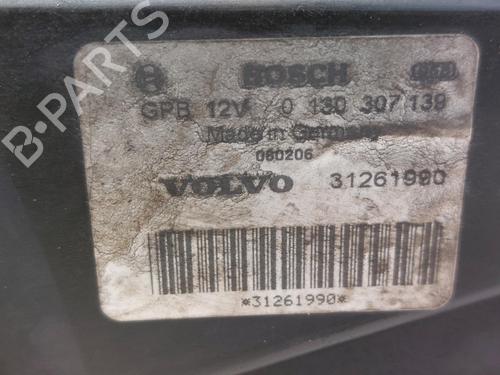 B-PARTS
BOSCH
GPB 12V 0 130 307 139
Made in Germany
060206
VOLVO 31261990
*31261990*